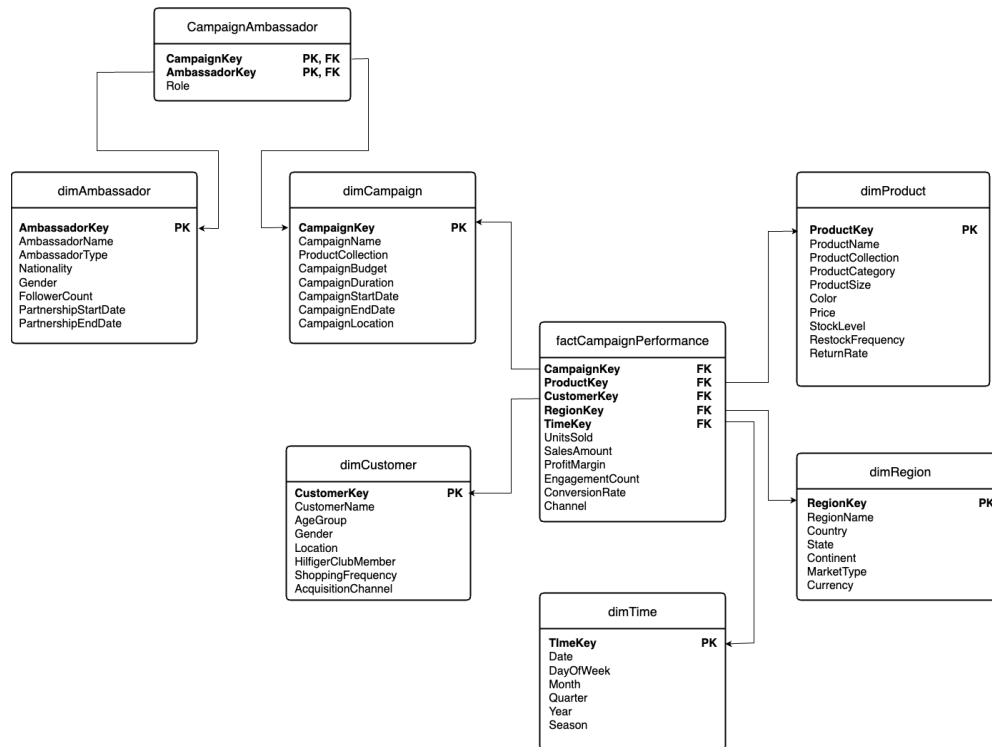 CampaignAmbassador
CampaignKey PK, FK
AmbassadorKey PK, FK
Role
dimAmbassador
AmbassadorKey PK
AmbassadorName
AmbassadorType
Nationality
Gender
FollowerCount
PartnershipStartDate
PartnershipEndDate
dimCampaign
CampaignKey PK
CampaignName
ProductCollection
CampaignBudget
CampaignDuration
CampaignStartDate
CampaignEndDate
CampaignLocation
dimProduct
ProductKey PK
ProductName
ProductCollection
ProductCategory
ProductSize
Color
Price
StockLevel
RestockFrequency
ReturnRate
factCampaignPerformance
CampaignKey FK
ProductKey FK
CustomerKey FK
RegionKey FK
TimeKey FK
UnitsSold
SalesAmount
ProfitMargin
EngagementCount
ConversionRate
Channel
dimCustomer
CustomerKey PK
CustomerName
AgeGroup
Gender
Location
HilfigerClubMember
ShoppingFrequency
AcquisitionChannel
dimRegion
RegionKey PK
RegionName
Country
State
Continent
MarketType
Currency
dimTime
TImeKey PK
Date
DayOfWeek
Month
Quarter
Year
Season